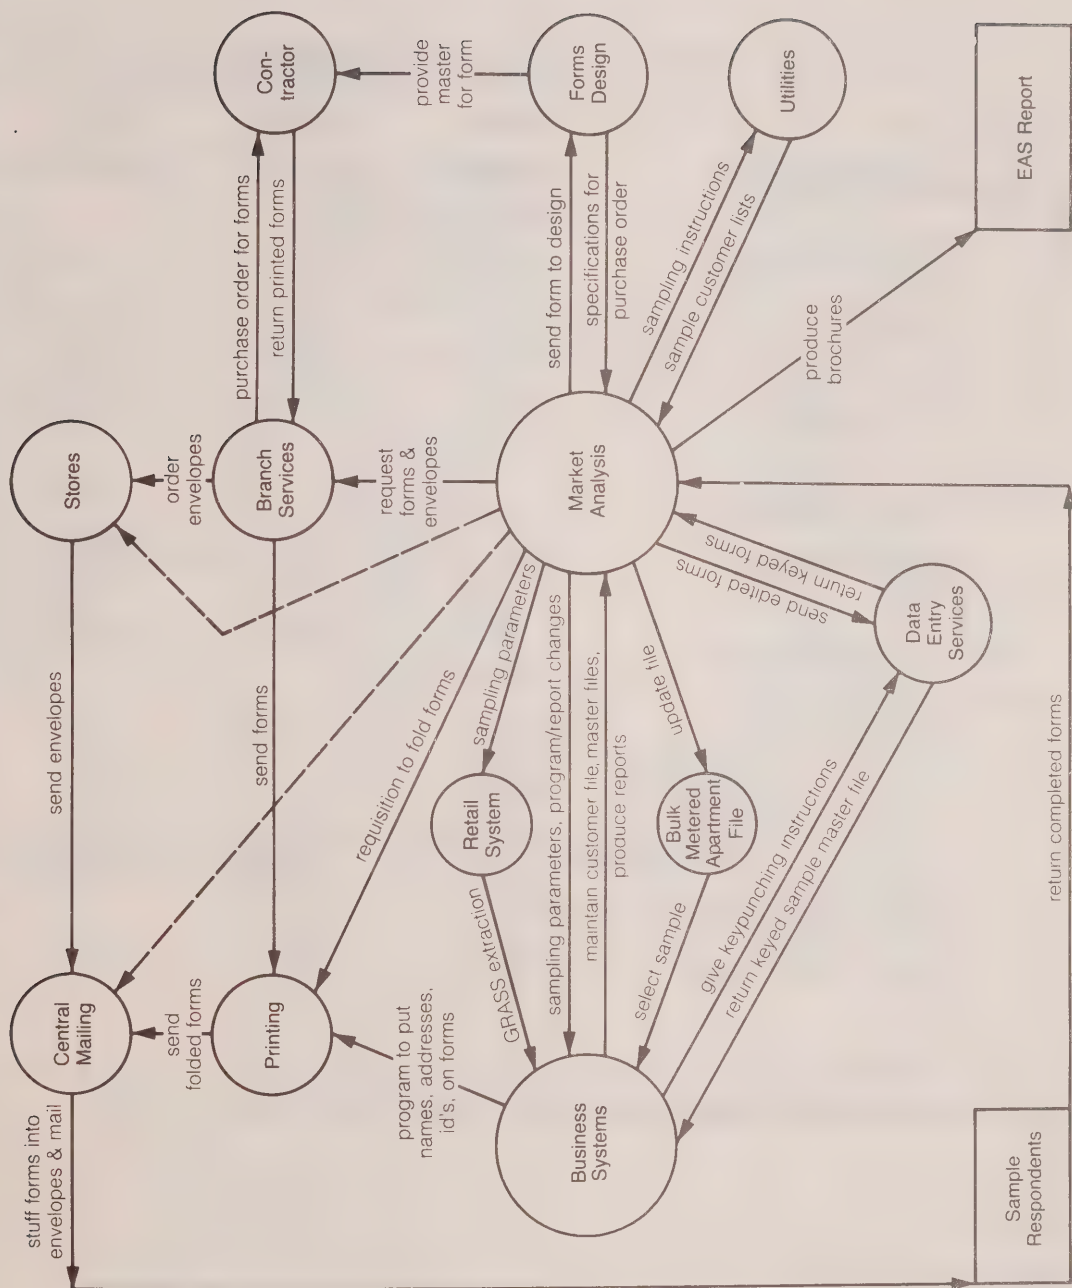 stuff forms into
envelopes & mail
Central
Mailing
send envelopes
Stores
send
folded forms
order
envelopes
Printing
send forms
Branch
Services
purchase order for forms
return printed forms
Con-
tractor
program to put
names, addresses,
id's, on forms
requisition to fold forms
request
forms &
envelopes
provide
master
for form
GRASS extraction
Retail
System
sampling parameters
Business
Systems
sampling parameters, program/report changes
maintain customer file, master files,
produce reports
Market
Analysis
send form to design
specifications for
purchase order
Forms
Design
select sample
Bulk
Metered
Apartment
File
update file
sampling instructions
sample customer lists
Utilities
give keypunching instructions
return keyed sample master file
send edited forms
return keyed forms
Data
Entry
Services
produce
brochures
Sample
Respondents
return completed forms
EAS Report